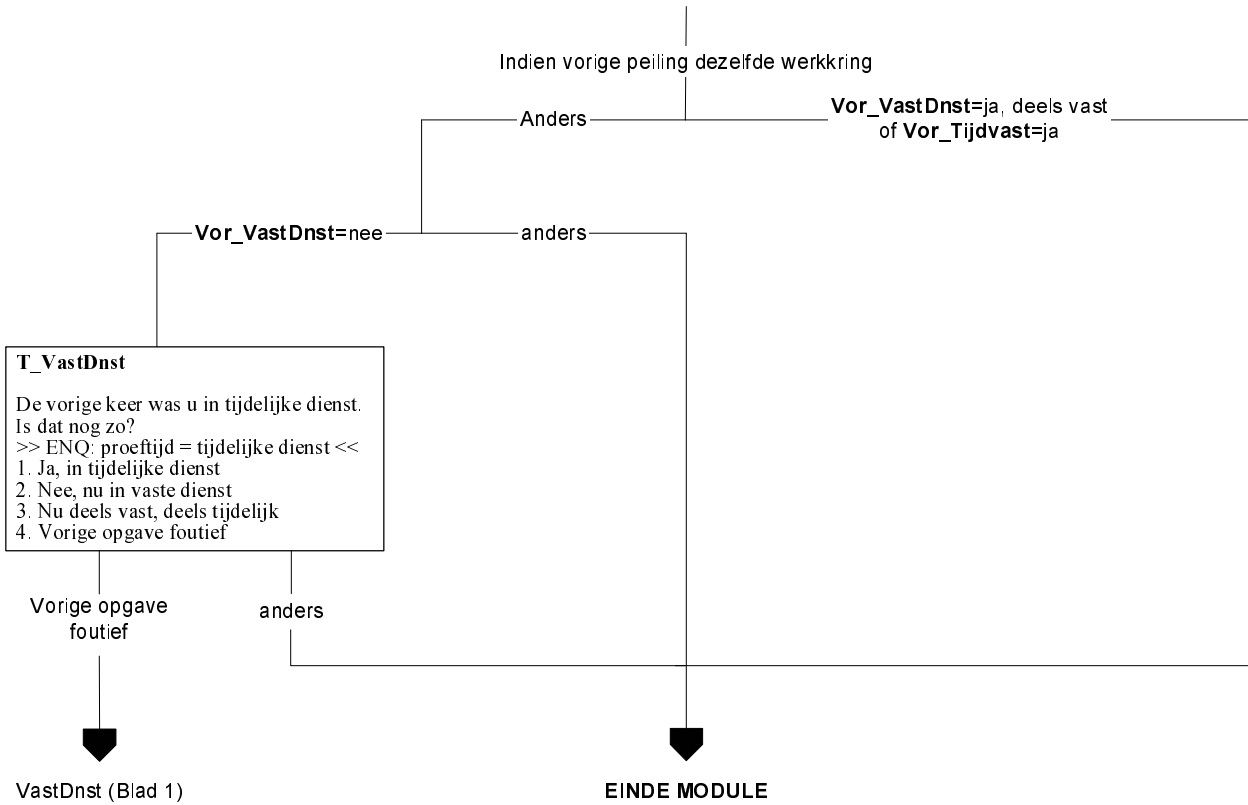 Indien vorige peiling dezelfde werkkring
Anders
Vor_VastDnst=ja, deels vast
of Vor_Tijdvast=ja
Vor_VastDnst=nee
anders
T_VastDnst
De vorige keer was u in tijdelijke dienst.
Is dat nog zo?
>> ENQ: proeftijd = tijdelijke dienst <<
1. Ja, in tijdelijke dienst
2. Nee, nu in vaste dienst
3. Nu deels vast, deels tijdelijk
4. Vorige opgave foutief
Vorige opgave
foutief
anders
VastDnst (Blad 1)
EINDE MODULE